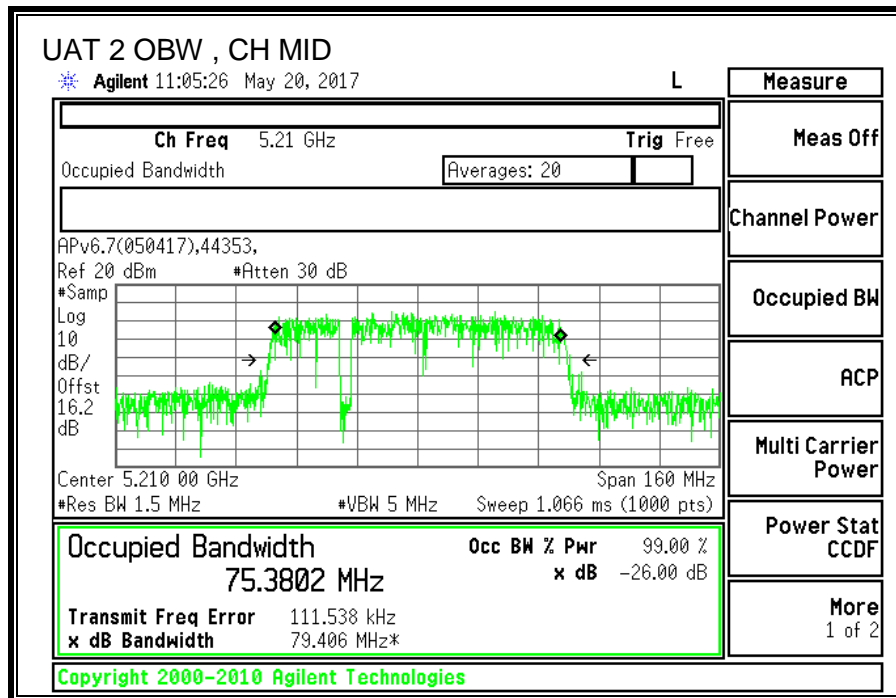 UAT 2 OBW , CH MID
Agilent 11:05:26 May 20, 2017 L Measure
Ch Freq 5.21 GHz Trig Free
Occupied Bandwidth Averages: 20
APv6.7(050417),44353,
Ref 20 dBm #Atten 30 dB
#Samp
Log
10
dB/
Offst
16.2
dB
Center 5.210 00 GHz Span 160 MHz
#Res BW 1.5 MHz #VBW 5 MHz Sweep 1.066 ms (1000 pts)
Occupied Bandwidth Occ BW % Pwr 99.00 %
75.3802 MHz x dB -26.00 dB
Transmit Freq Error 111.538 kHz
x dB Bandwidth 79.406 MHz*
Copyright 2000-2010 Agilent Technologies
Meas Off
Channel Power
Occupied BW
ACP
Multi Carrier
Power
Power Stat
CCDF
More
1 of 2